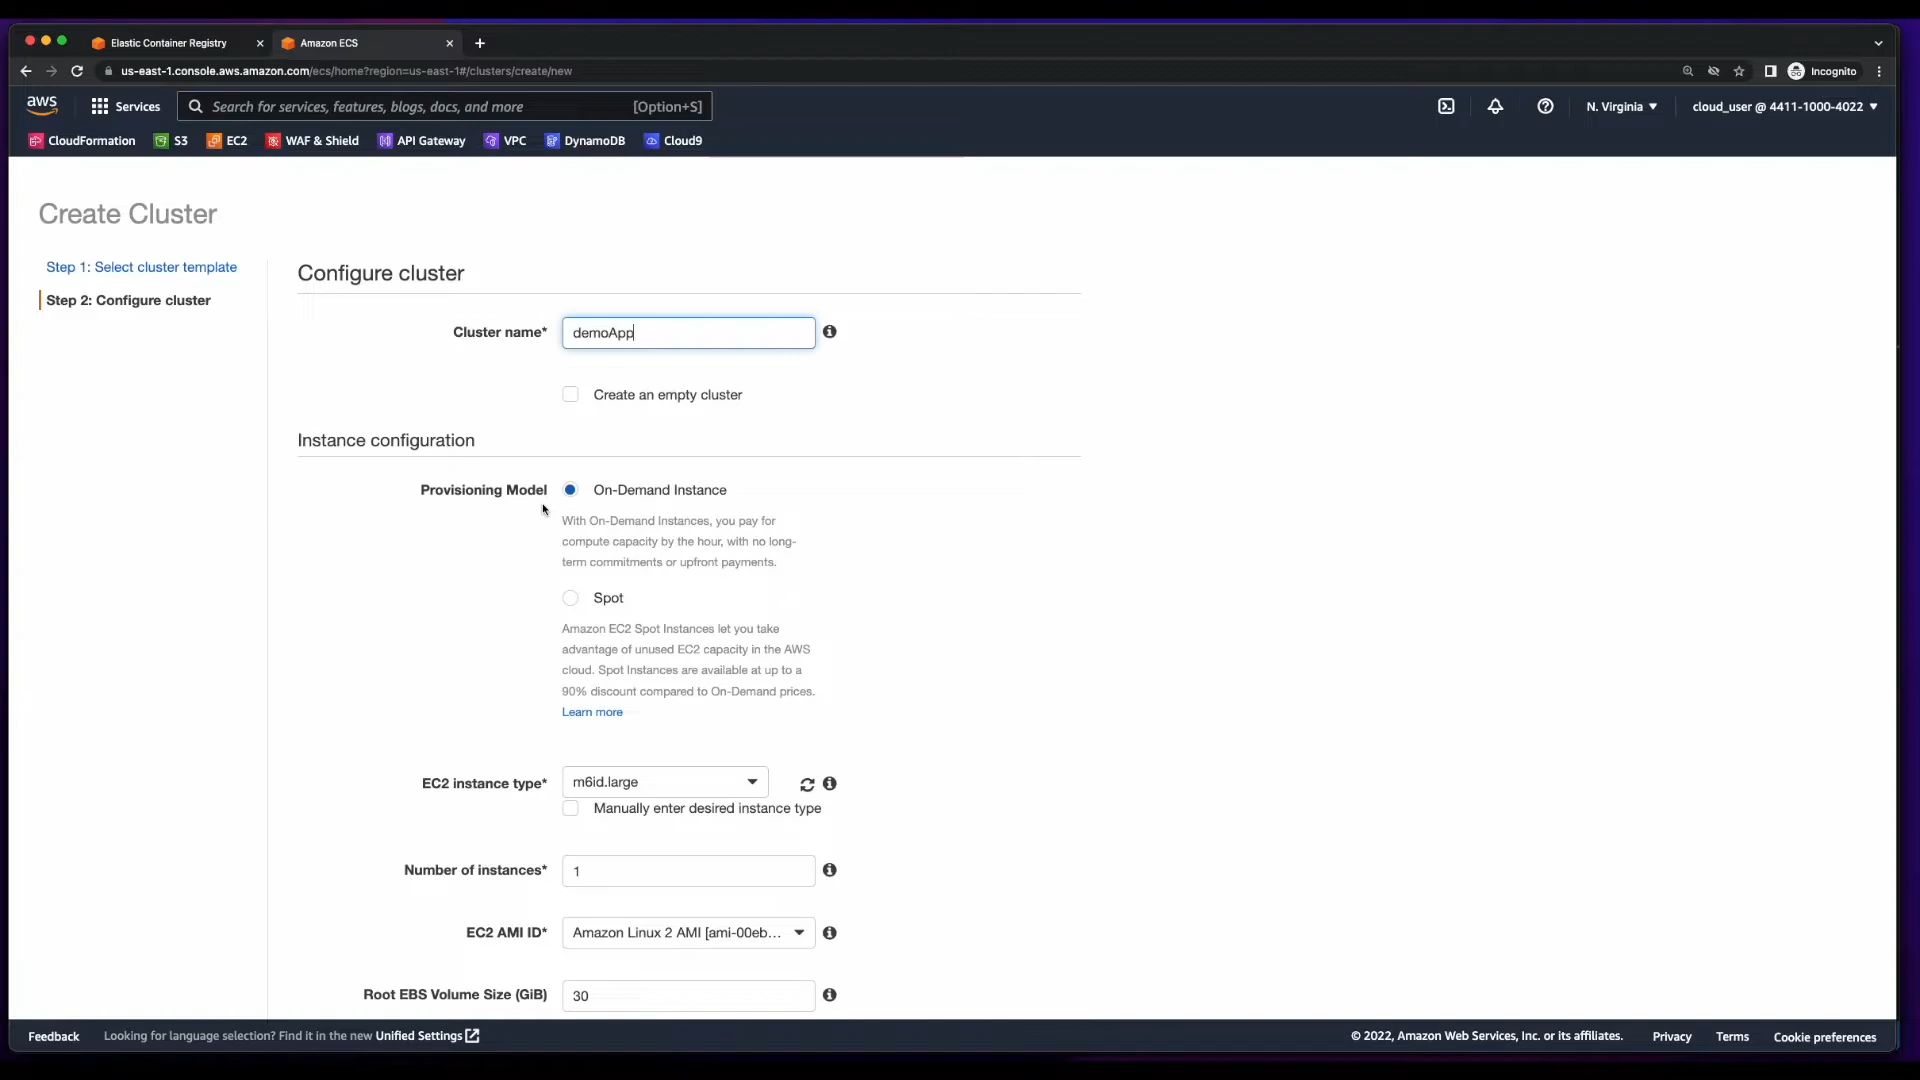 Elastic Container Registry
Amazon ECS
us-east-1.console.aws.amazon.com/ecs/home?region=us-east-1#/clusters/create/new
Incognito
aws
Services
Search for services, features, blogs, docs, and more
[Option+S]
N. Virginia
cloud_user @ 4411-1000-4022
CloudFormation
S3
EC2
WAF & Shield
API Gateway
VPC
DynamoDB
Cloud9
Create Cluster
Step 1: Select cluster template
Step 2: Configure cluster
Configure cluster
Cluster name*
demoApp
Create an empty cluster
Instance configuration
Provisioning Model
On-Demand Instance
With On-Demand Instances, you pay for
compute capacity by the hour, with no long-
term commitments or upfront payments.
Spot
Amazon EC2 Spot Instances let you take
advantage of unused EC2 capacity in the AWS
cloud. Spot Instances are available at up to a
90% discount compared to On-Demand prices.
Learn more
EC2 instance type*
m6id.large
Manually enter desired instance type
Number of instances*
1
EC2 AMI ID*
Amazon Linux 2 AMI [ami-00eb...
Root EBS Volume Size (GiB)
30
Feedback
Looking for language selection? Find it in the new Unified Settings
© 2022, Amazon Web Services, Inc. or its affiliates.
Privacy
Terms
Cookie preferences